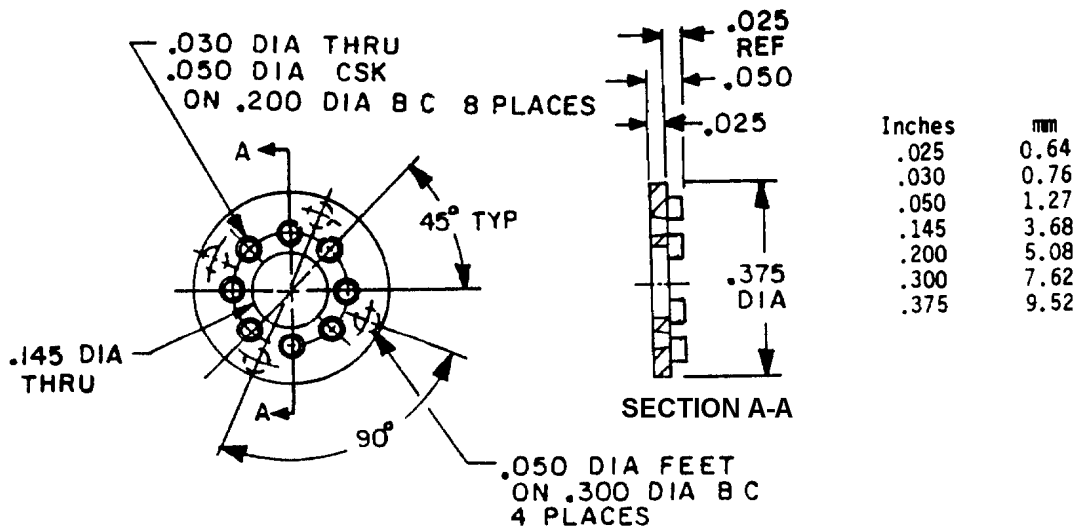 .030 DIA THRU
.050 DIA CSK
ON .200 DIA B C 8 PLACES
A
45° TYP
.145 DIA
THRU
A
90°
.050 DIA FEET
ON .300 DIA B C
4 PLACES
.025
REF
.050
.025
.375
DIA
SECTION A-A
Inches mm
.025 0.64
.030 0.76
.050 1.27
.145 3.68
.200 5.08
.300 7.62
.375 9.52